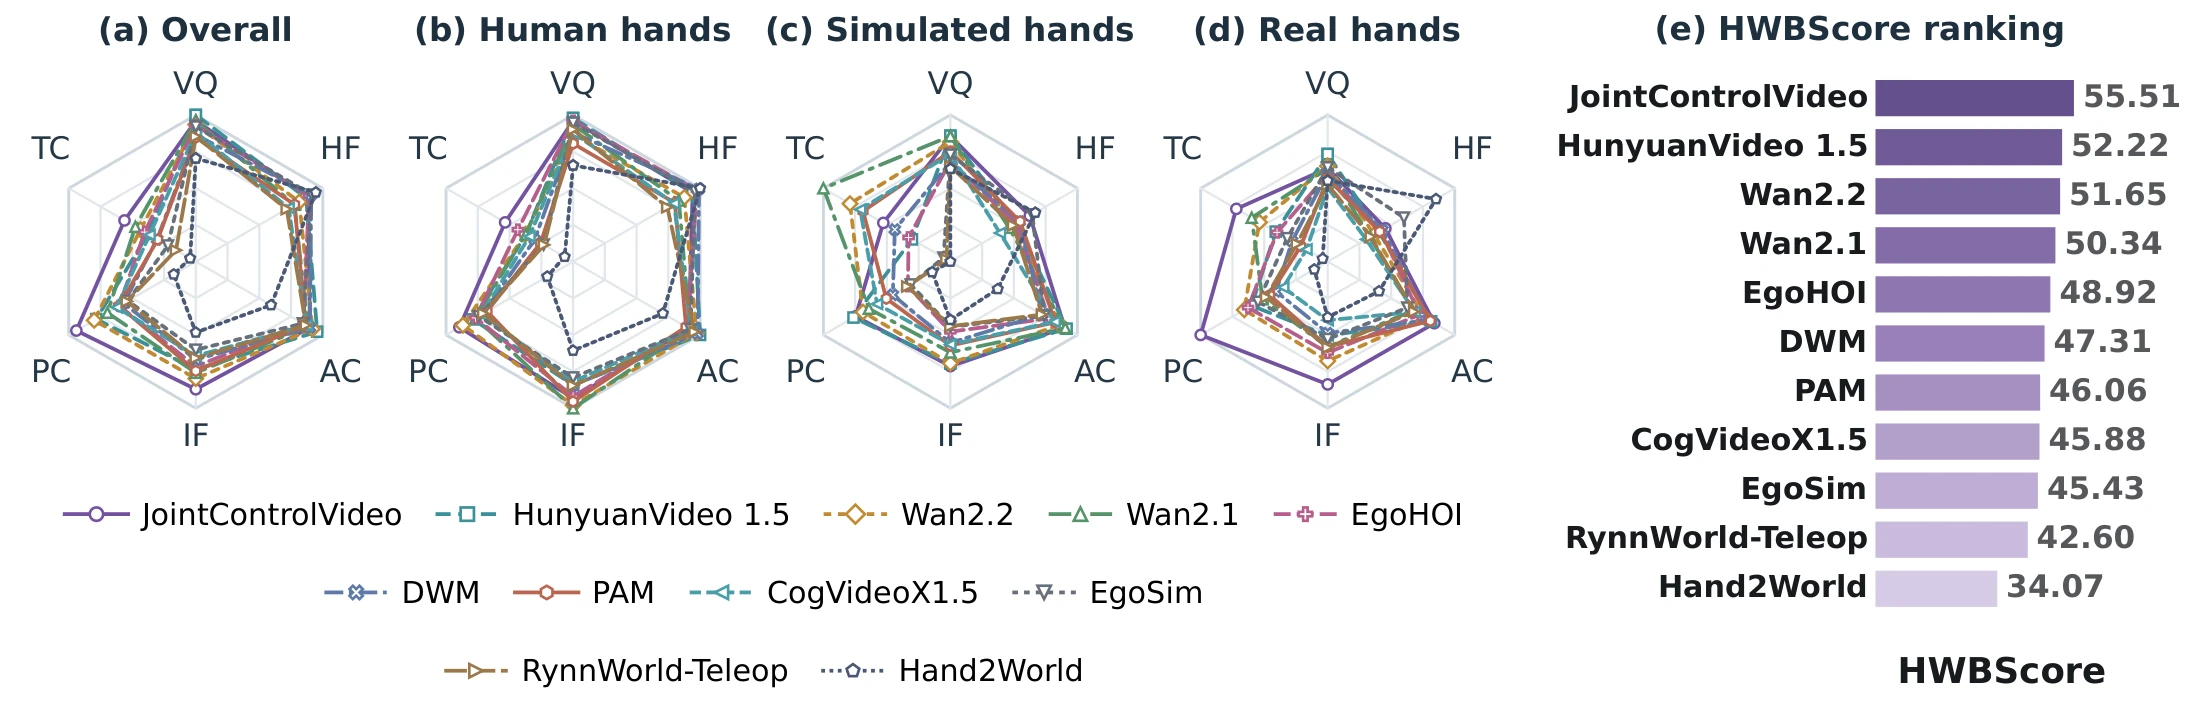 (a) Overall
(b) Human hands
(c) Simulated hands
(d) Real hands
(e) HWBScore ranking
VQ
HF
AC
IF
PC
TC
VQ
HF
AC
IF
PC
TC
VQ
HF
AC
IF
PC
TC
VQ
HF
AC
IF
PC
TC
JointControlVideo 55.51
HunyuanVideo 1.5 52.22
Wan2.2 51.65
Wan2.1 50.34
EgoHOI 48.92
DWM 47.31
PAM 46.06
CogVideoX1.5 45.88
EgoSim 45.43
RynnWorld-Teleop 42.60
Hand2World 34.07
HWBScore
JointControlVideo HunyuanVideo 1.5 Wan2.2 Wan2.1 EgoHOI
DWM PAM CogVideoX1.5 EgoSim
RynnWorld-Teleop Hand2World